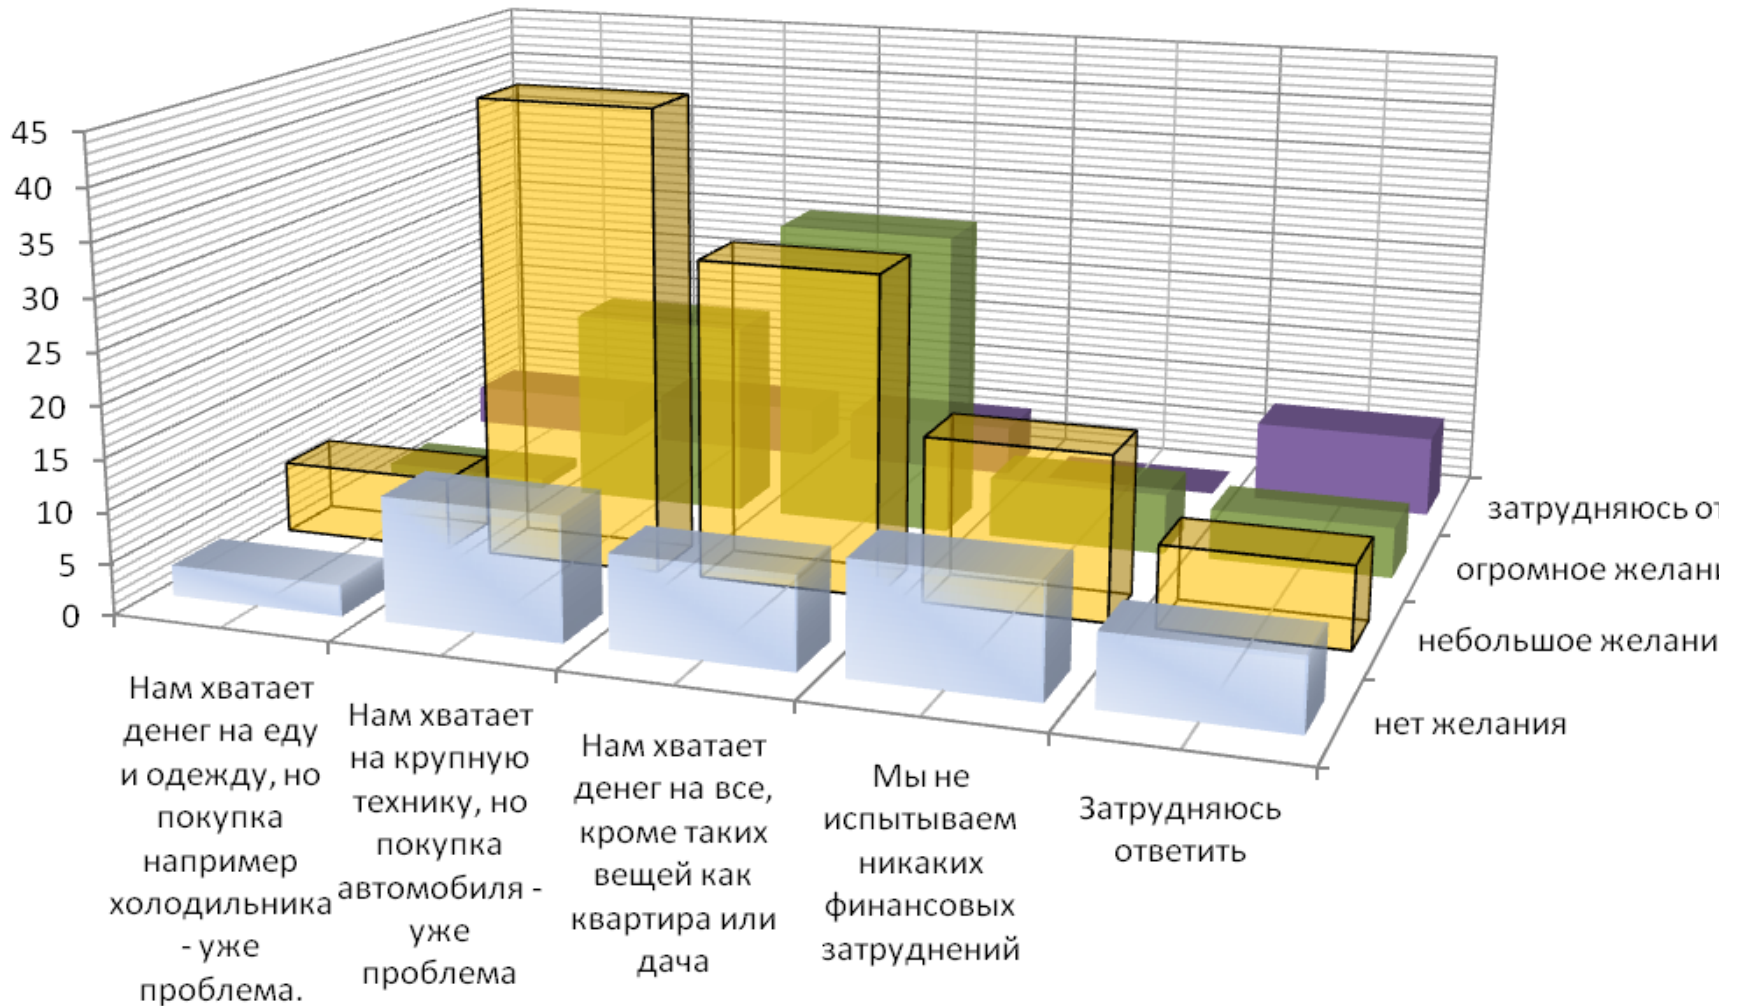 45
40
35
30
25
20
15
10
5
0
Нам хватает
денег на еду
и одежду, но
покупка
например
холодильника
- уже
проблема.
Нам хватает
на крупную
технику, но
покупка
автомобиля -
уже
проблема
Нам хватает
денег на все,
кроме таких
вещей как
квартира или
дача
Мы не
испытываем
никаких
финансовых
затруднений
Затрудняюсь
ответить
затрудняюсь от
огромное желани
небольшое желани
нет желания